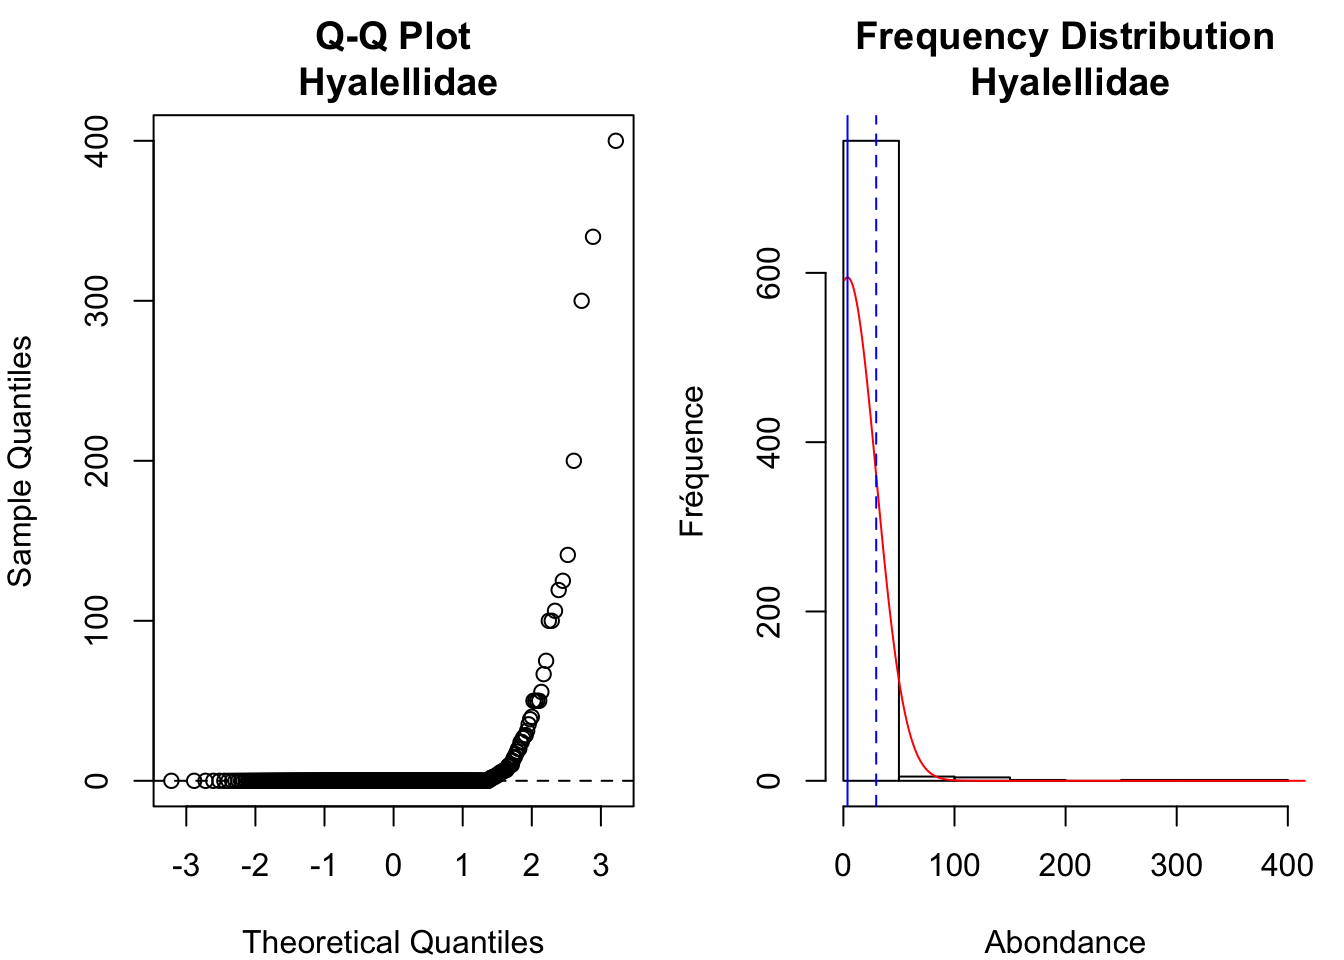 Q-Q Plot
Hyalellidae
Sample Quantiles
400
300
200
100
0
-3 -2 -1 0 1 2 3
Theoretical Quantiles
Frequency Distribution
Hyalellidae
Fréquence
600
400
200
0
0 100 200 300 400
Abondance